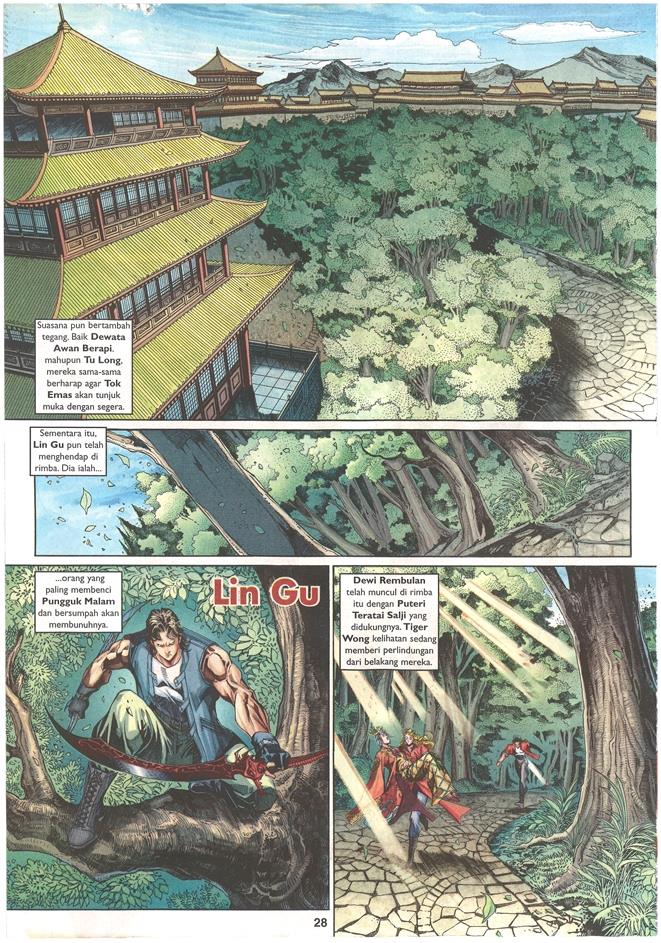 Suasana pun bertambah
tegang. Baik Dewata
Awan Berapi.
mahupun Tu Long,
mereka sama-sama
berharap agar Tok
Emas akan tunjuk
muka dengan segera.
Sementara itu,
Lin Gu pun telah
menghendap di
rimba. Dia ialah...
...orang yang
paling membenci
Pungguk Malam
dan bersumpah akan
membunuhnya.
Lin Gu
Dewi Rembulan
telah muncul di rimba
itu dengan Puteri
Teratai Salji yang
didukungnya. Tiger
Wong kelihatan sedang
memberi perlindungan
dari belakang mereka.
28